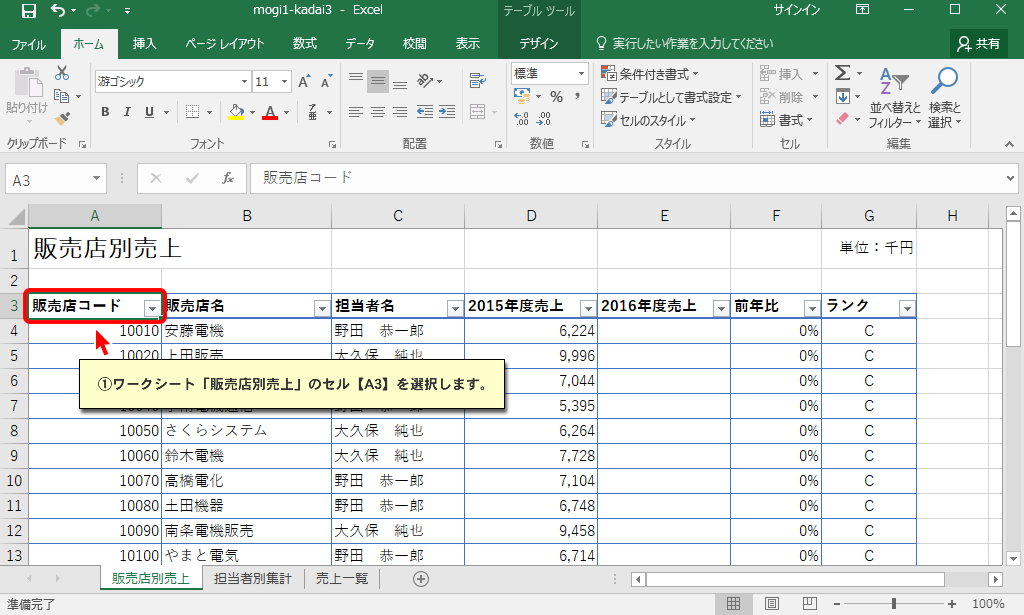 mogi1-kadai3 - Excel
テーブル ツール
サインイン
ファイル
ホーム
挿入
ページ レイアウト
数式
データ
校閲
表示
デザイン
実行したい作業を入力してください
共有
貼り付け
クリップボード
游ゴシック
11
A A
B I U
A
フォント
配置
標準
% ,
数値
条件付き書式
テーブルとして書式設定
セルのスタイル
スタイル
挿入
削除
書式
セル
Σ
並べ替えと
フィルター
検索と
選択
編集
A3
fx
販売店コード
A B C D E F G H
1 販売店別売上 単位：千円
2
3 販売店コード 販売店名 担当者名 2015年度売上 2016年度売上 前年比 ランク
4 10010 安藤電機 野田　恭一郎 6,224 0% C
5 10020 上田販売 大久保　純也 9,996 0% C
①ワークシート「販売店別売上」のセル【A3】を選択します。
6 7,044 0% C
7 5,395 0% C
8 10050 さくらシステム 大久保　純也 6,264 0% C
9 10060 鈴木電機 大久保　純也 7,728 0% C
10 10070 高橋電化 野田　恭一郎 7,104 0% C
11 10080 土田機器 野田　恭一郎 6,748 0% C
12 10090 南条電機販売 大久保　純也 9,458 0% C
13 10100 やまと電気 野田　恭一郎 6,714 0% C
販売店別売上 担当者別集計 売上一覧
準備完了
100%